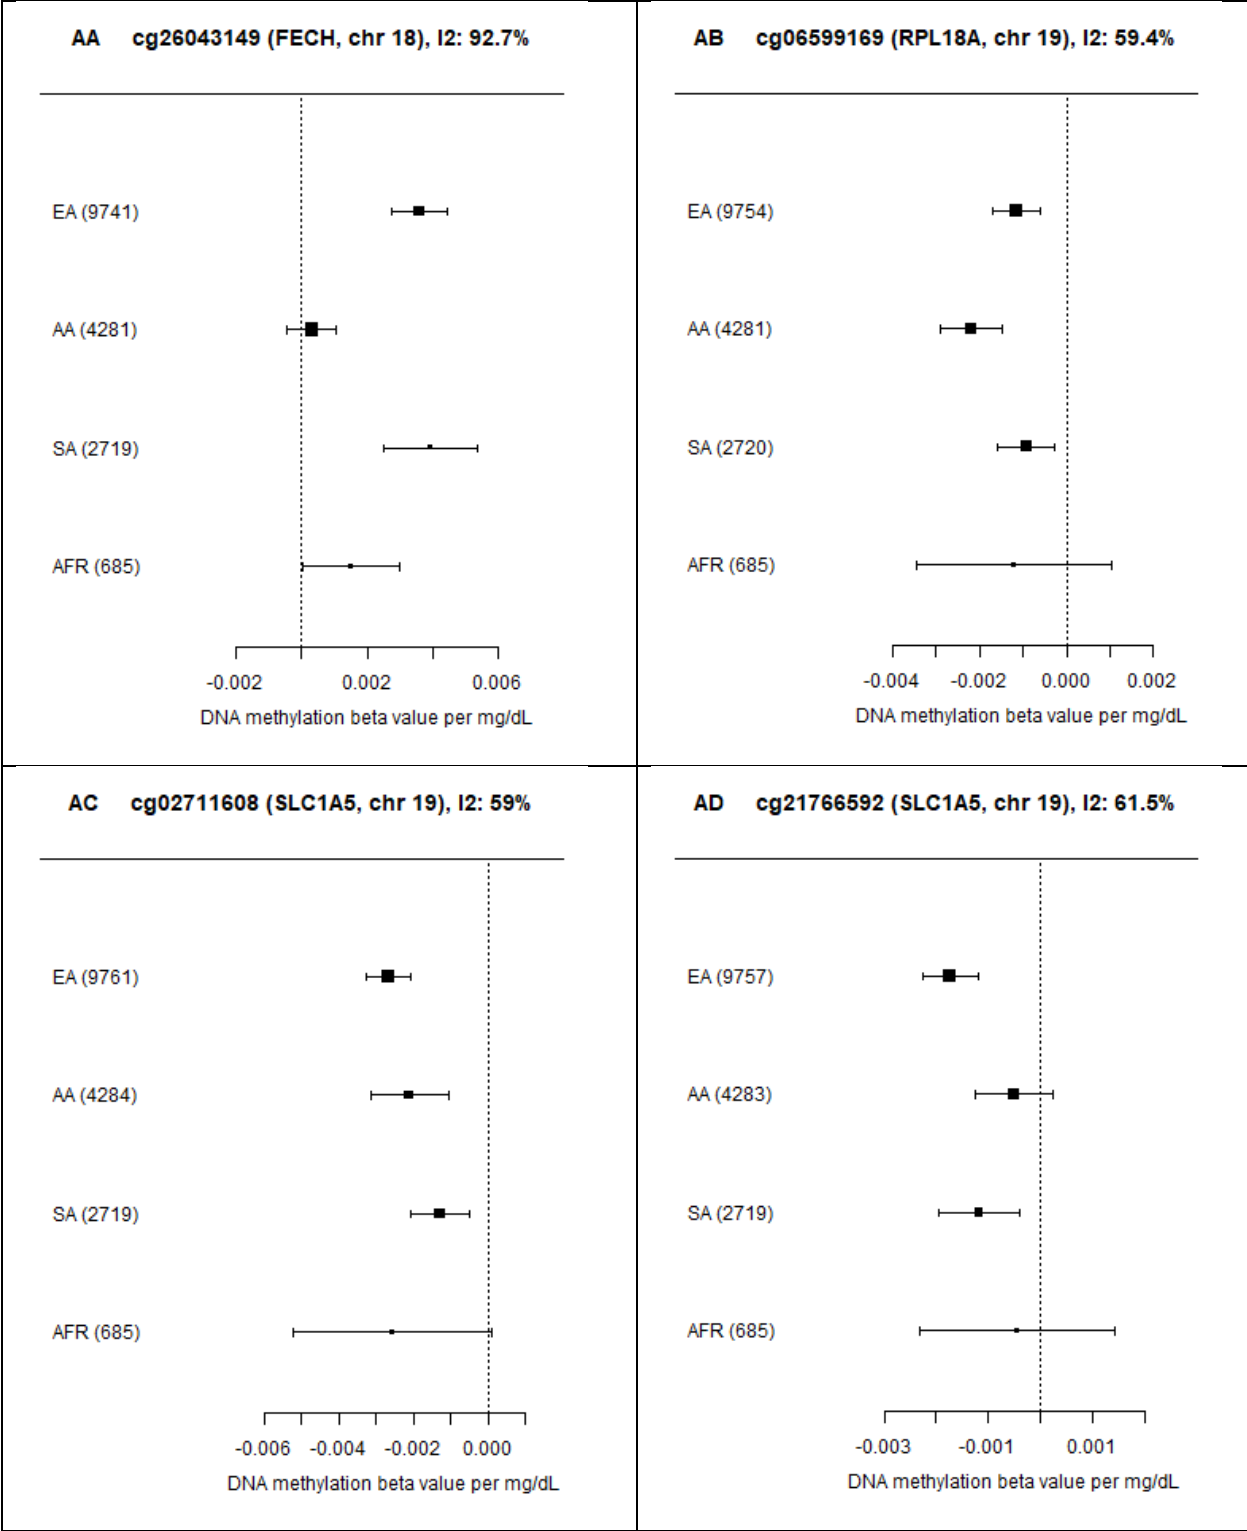 AA cg26043149 (FECH, chr 18), I2: 92.7%
EA (9741)
AA (4281)
SA (2719)
AFR (685)
-0.002 0.002 0.006
DNA methylation beta value per mg/dL
AB cg06599169 (RPL18A, chr 19), I2: 59.4%
EA (9754)
AA (4281)
SA (2720)
AFR (685)
-0.004 -0.002 0.000 0.002
DNA methylation beta value per mg/dL
AC cg02711608 (SLC1A5, chr 19), I2: 59%
EA (9761)
AA (4284)
SA (2719)
AFR (685)
-0.006 -0.004 -0.002 0.000
DNA methylation beta value per mg/dL
AD cg21766592 (SLC1A5, chr 19), I2: 61.5%
EA (9757)
AA (4283)
SA (2719)
AFR (685)
-0.003 -0.001 0.001
DNA methylation beta value per mg/dL